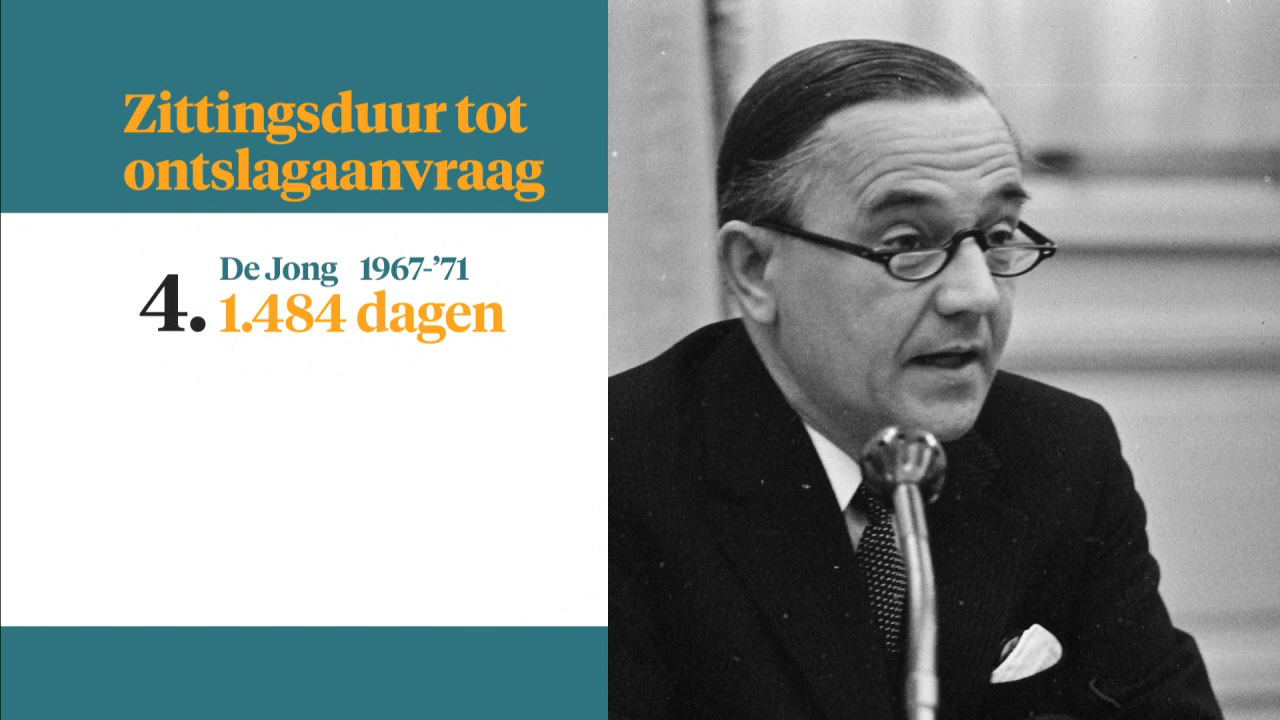 Zittingsduur tot
ontslagaanvraag
4.
De Jong 1967-’71
1.484 dagen